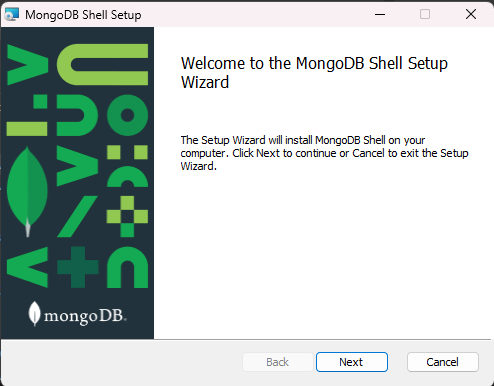 MongoDB Shell Setup
Welcome to the MongoDB Shell Setup
Wizard
The Setup Wizard will install MongoDB Shell on your
computer. Click Next to continue or Cancel to exit the Setup
Wizard.
mongoDB.
Back
Next
Cancel